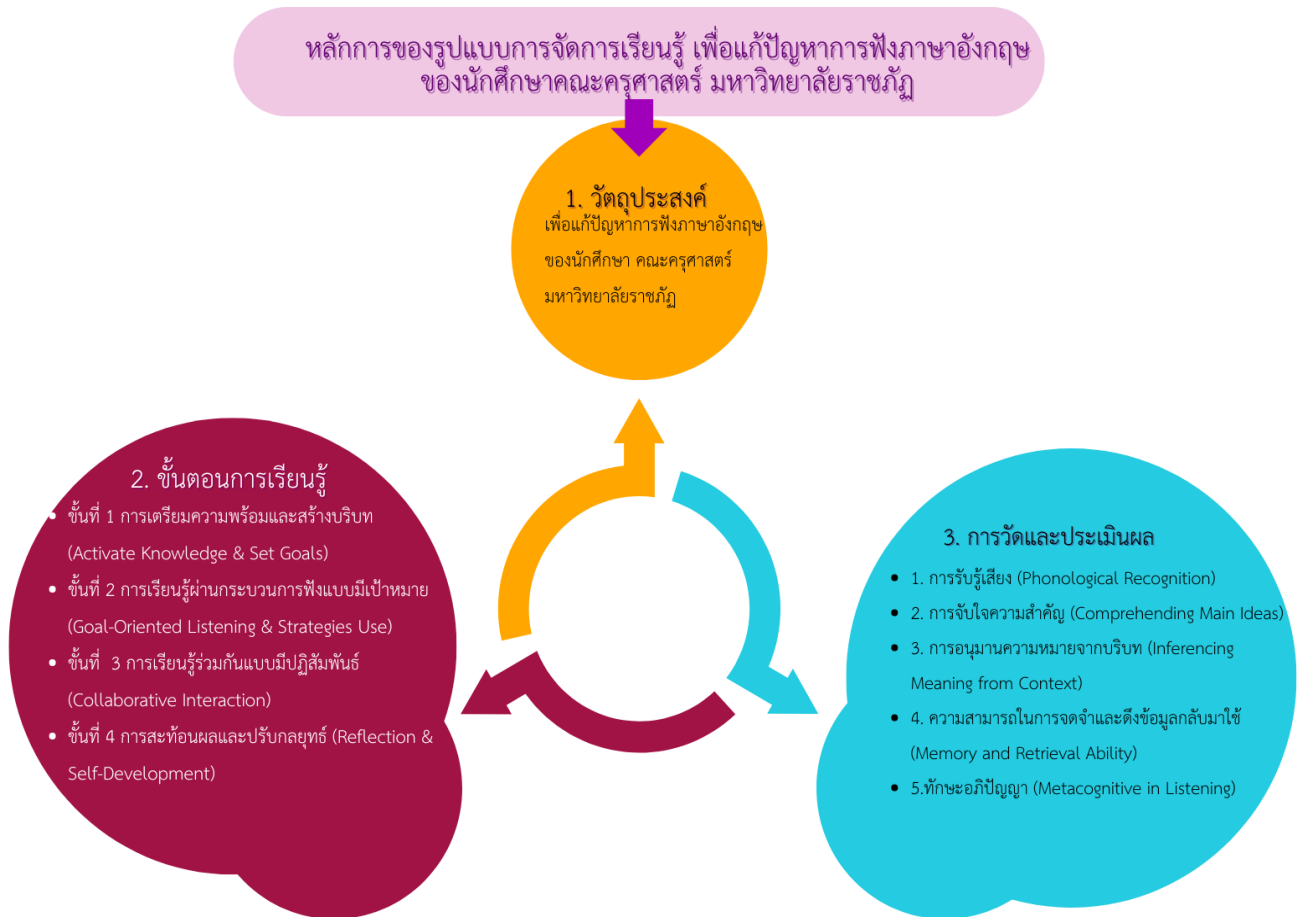 หลักการของรูปแบบการจัดการเรียนรู้ เพื่อแก้ปัญหาการฟังภาษาอังกฤษ
ของนักศึกษาคณะครุศาสตร์ มหาวิทยาลัยราชภัฏ
1. วัตถุประสงค์
เพื่อแก้ปัญหาการฟังภาษาอังกฤษ
ของนักศึกษา คณะครุศาสตร์
มหาวิทยาลัยราชภัฏ
2. ขั้นตอนการเรียนรู้
• ขั้นที่ 1 การเตรียมความพร้อมและสร้างบริบท
(Activate Knowledge & Set Goals)
• ขั้นที่ 2 การเรียนรู้ผ่านกระบวนการฟังแบบมีเป้าหมาย
(Goal-Oriented Listening & Strategies Use)
• ขั้นที่ 3 การเรียนรู้ร่วมกันแบบมีปฏิสัมพันธ์
(Collaborative Interaction)
• ขั้นที่ 4 การสะท้อนผลและปรับกลยุทธ์ (Reflection &
Self-Development)
3. การวัดและประเมินผล
• 1. การรับรู้เสียง (Phonological Recognition)
• 2. การจับใจความสำคัญ (Comprehending Main Ideas)
• 3. การอนุมานความหมายจากบริบท (Inferencing
Meaning from Context)
• 4. ความสามารถในการจดจำและดึงข้อมูลกลับมาใช้
(Memory and Retrieval Ability)
• 5.ทักษะอภิปัญญา (Metacognitive in Listening)